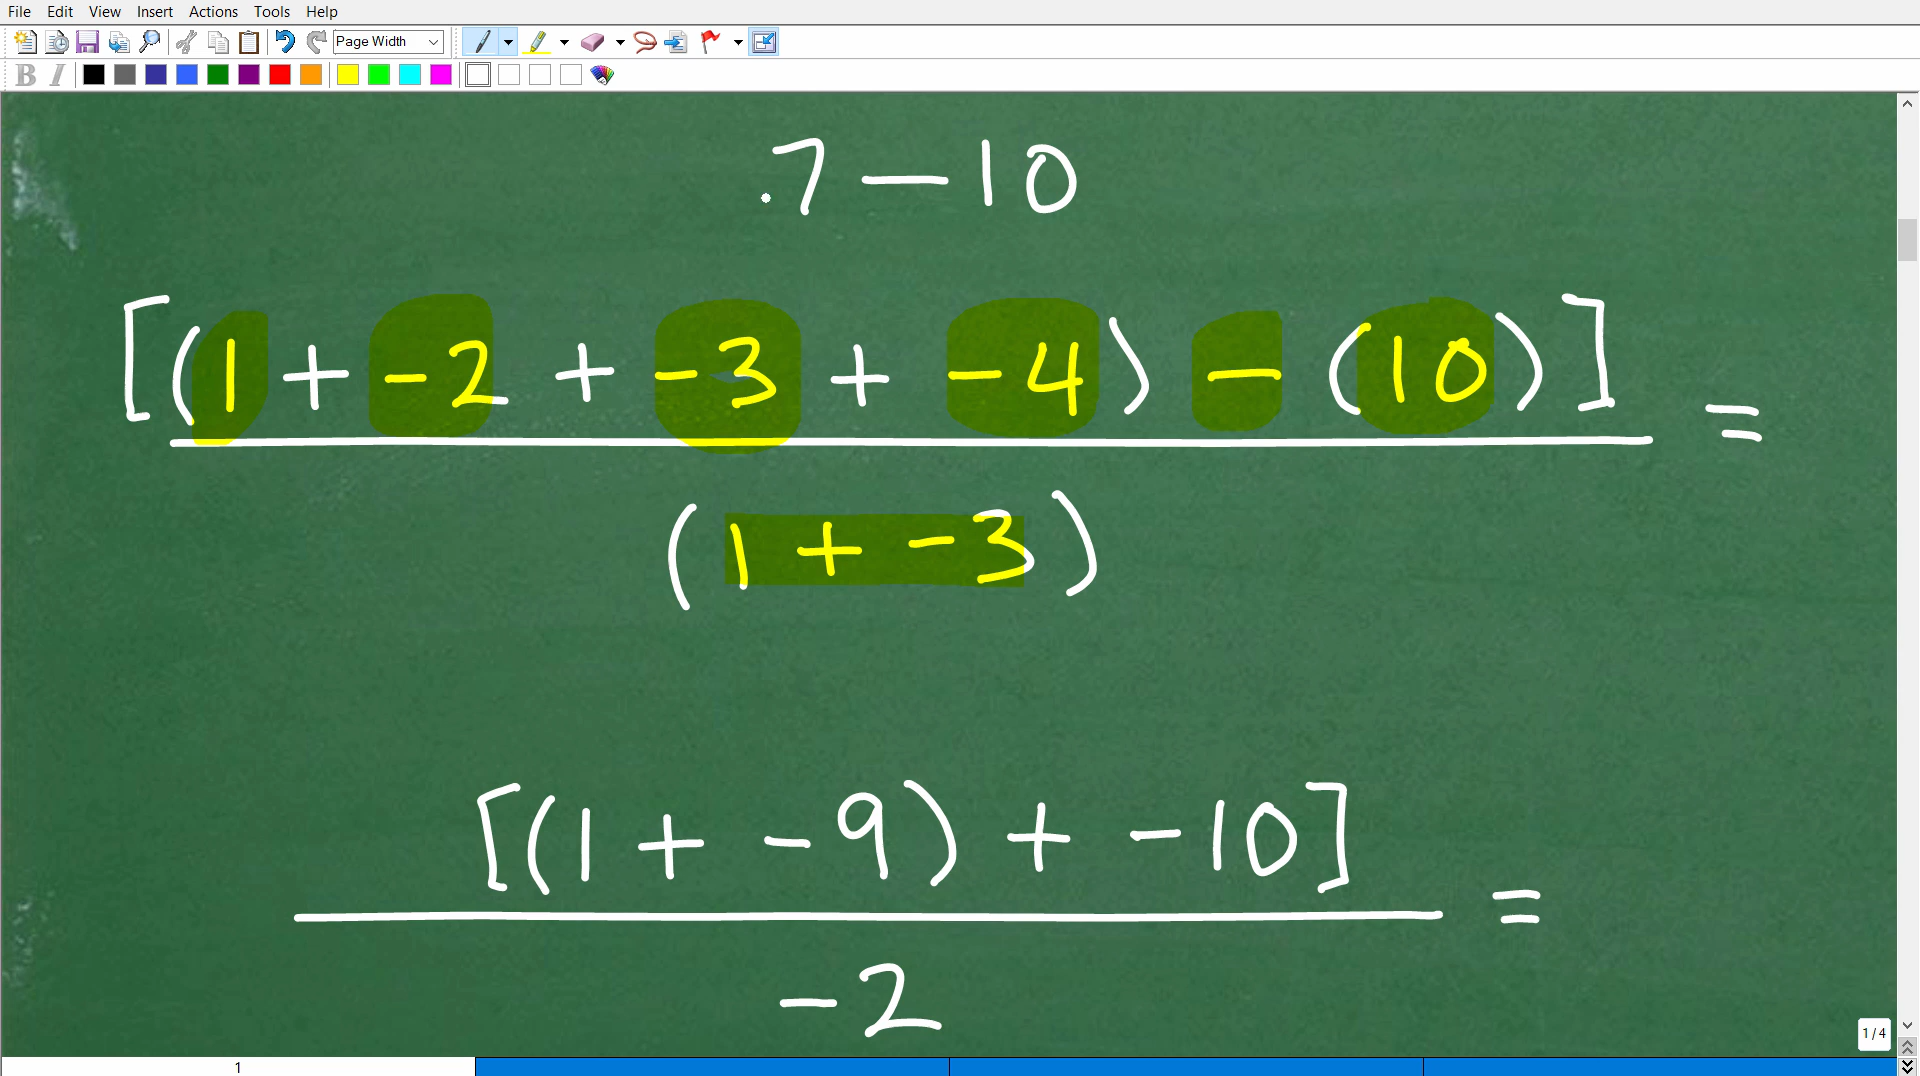 File Edit View Insert Actions Tools Help
Page Width
B I
.7 – 10
[(1 + -2 + -3 + -4) - (10)] =
(1 + -3)
[(1 + -9) + -10] =
-2
1 / 4
1